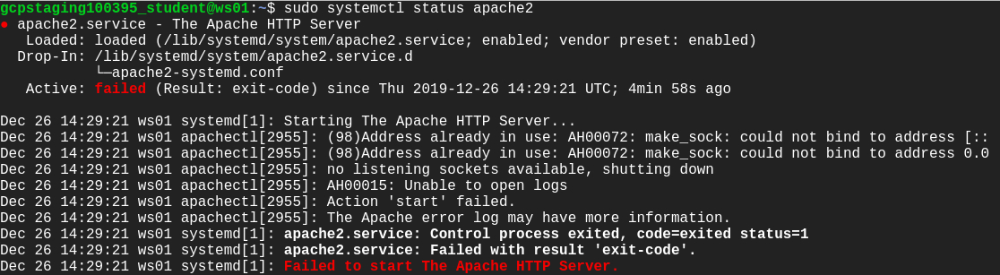 gcpstaging100395_student@ws01:~$ sudo systemctl status apache2
● apache2.service - The Apache HTTP Server
   Loaded: loaded (/lib/systemd/system/apache2.service; enabled; vendor preset: enabled)
  Drop-In: /lib/systemd/system/apache2.service.d
           └─apache2-systemd.conf
   Active: failed (Result: exit-code) since Thu 2019-12-26 14:29:21 UTC; 4min 58s ago

Dec 26 14:29:21 ws01 systemd[1]: Starting The Apache HTTP Server...
Dec 26 14:29:21 ws01 apachectl[2955]: (98)Address already in use: AH00072: make_sock: could not bind to address [::
Dec 26 14:29:21 ws01 apachectl[2955]: (98)Address already in use: AH00072: make_sock: could not bind to address 0.0
Dec 26 14:29:21 ws01 apachectl[2955]: no listening sockets available, shutting down
Dec 26 14:29:21 ws01 apachectl[2955]: AH00015: Unable to open logs
Dec 26 14:29:21 ws01 apachectl[2955]: Action 'start' failed.
Dec 26 14:29:21 ws01 apachectl[2955]: The Apache error log may have more information.
Dec 26 14:29:21 ws01 systemd[1]: apache2.service: Control process exited, code=exited status=1
Dec 26 14:29:21 ws01 systemd[1]: apache2.service: Failed with result 'exit-code'.
Dec 26 14:29:21 ws01 systemd[1]: Failed to start The Apache HTTP Server.